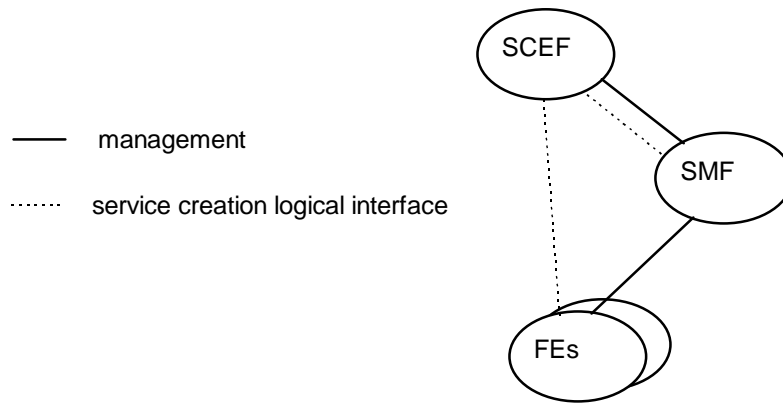 SCEF
management
SMF
service creation logical interface
FEs